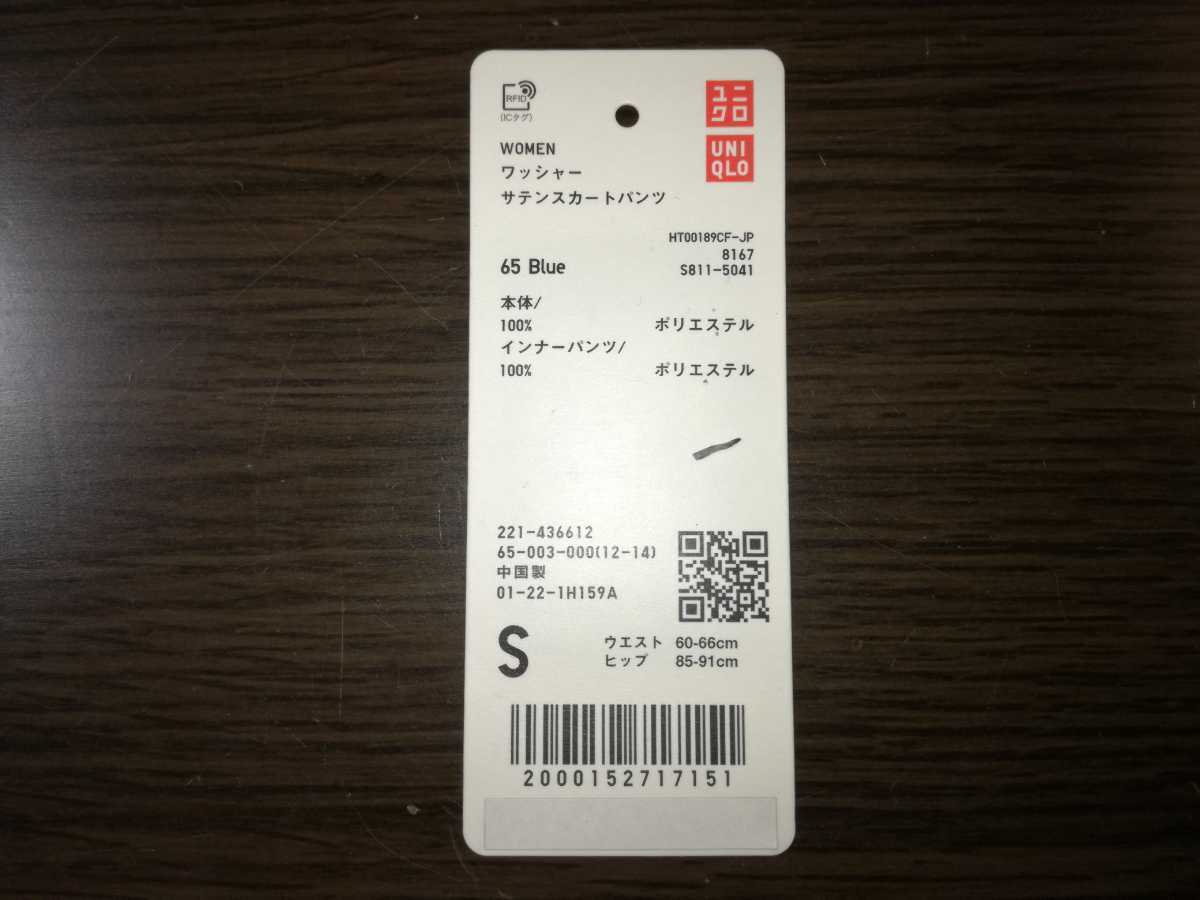 RFID
(ICタグ)
ユニ
クロ
UNI
QLO
WOMEN
ワッシャー
サテンスカートパンツ
HT00189CF-JP
8167
65 Blue
S811-5041
本体/
100% ポリエステル
インナーパンツ/
100% ポリエステル
221-436612
65-003-000(12-14)
中国製
01-22-1H159A
S
ウエスト 60-66cm
ヒップ 85-91cm
2000152717151